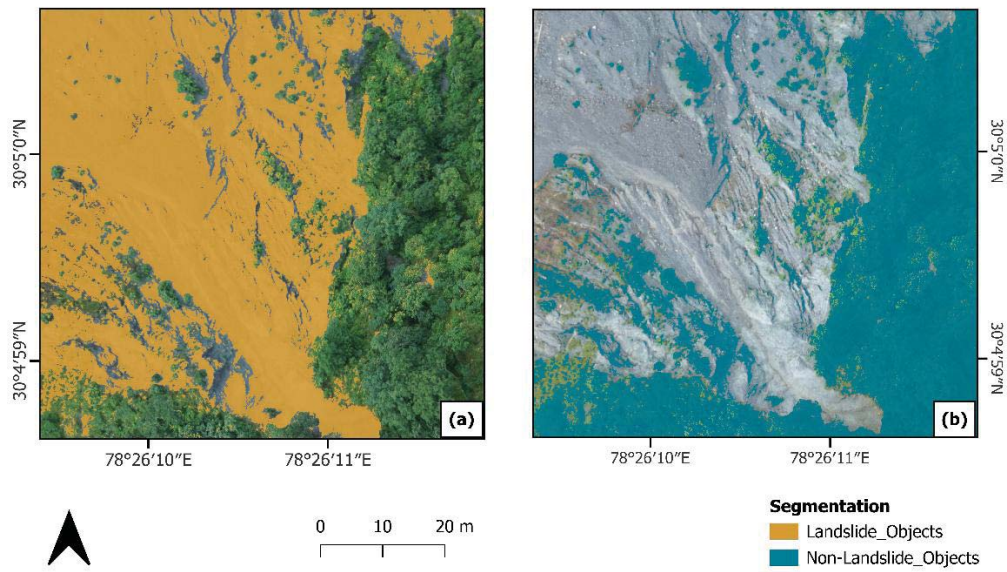 30°5′0″N
30°4′59″N
(a)
78°26′10″E
78°26′11″E
(b)
30°5′0″N
30°4′59″N
78°26′10″E
78°26′11″E
0 10 20 m
Segmentation
Landslide_Objects
Non-Landslide_Objects